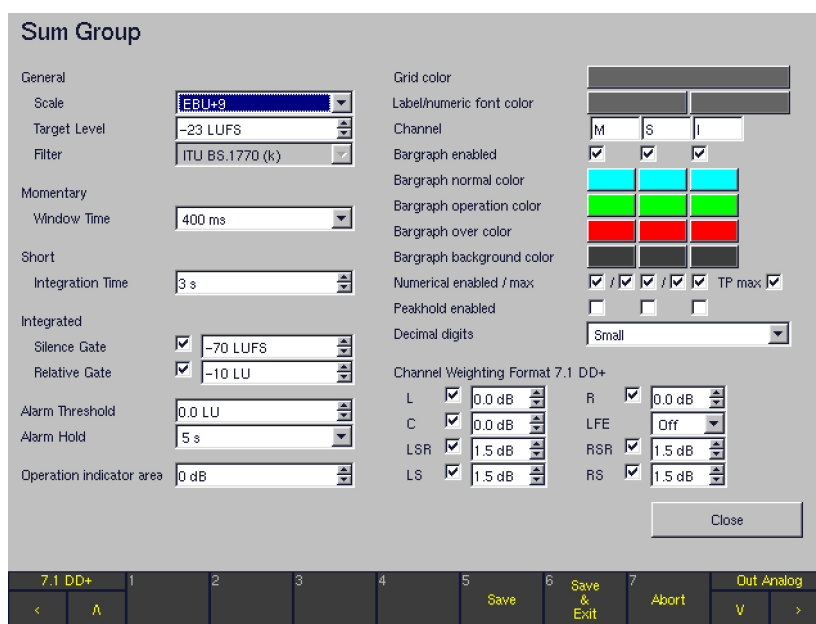 Sum Group
General
Scale EBU+9
Target Level -23 LUFS
Filter ITU BS.1770 (k)
Momentary
Window Time 400 ms
Short
Integration Time 3 s
Integrated
Silence Gate -70 LUFS
Relative Gate -10 LU
Alarm Threshold 0.0 LU
Alarm Hold 5 s
Operation indicator area 0 dB
Grid color
Label/numeric font color
Channel M S I
Bargraph enabled
Bargraph normal color
Bargraph operation color
Bargraph over color
Bargraph background color
Numerical enabled / max / / TP max
Peakhold enabled
Decimal digits Small
Channel Weighting Format 7.1 DD+
L 0.0 dB R 0.0 dB
C 0.0 dB LFE Off
LSR 1.5 dB RSR 1.5 dB
LS 1.5 dB RS 1.5 dB
Close
7.1 DD+ 1 2 3 4 5 Save 6 Save & Exit 7 Abort Out Analog
< Λ V >